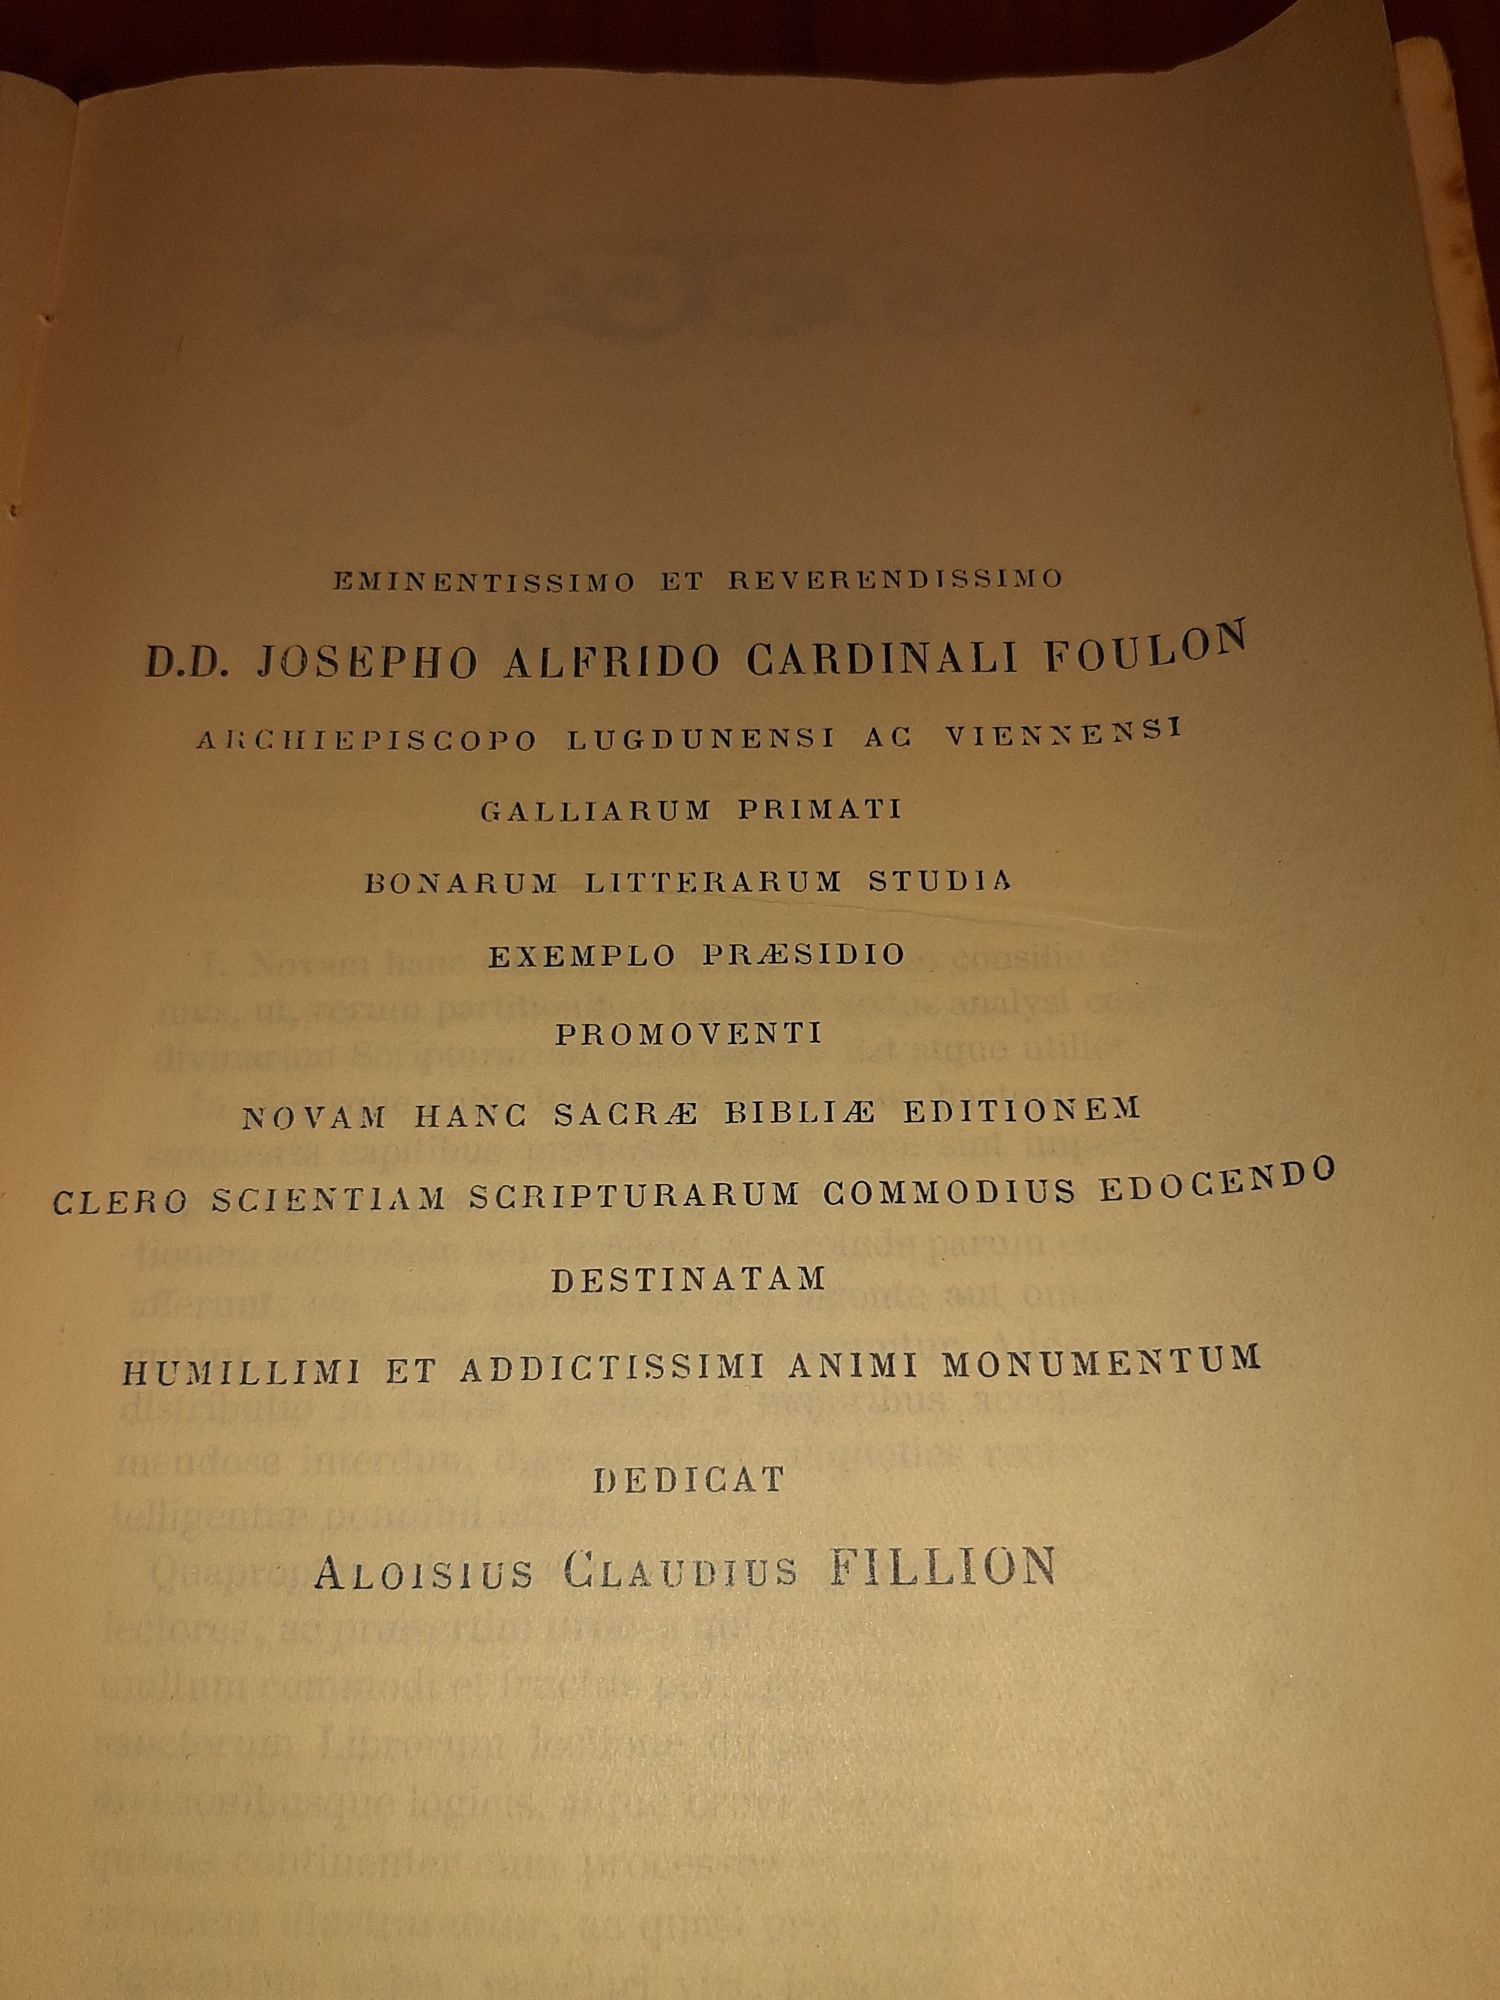 EMINENTISSIMO ET REVERENDISSIMO
D.D. JOSEPHO ALFRIDO CARDINALI FOULON
ARCHIEPISCOPO LUGDUNENSI AC VIENNENSI
GALLIARUM PRIMATI
BONARUM LITTERARUM STUDIA
EXEMPLO PRÆSIDIO
PROMOVENTI
NOVAM HANC SACRÆ BIBLIÆ EDITIONEM
CLERO SCIENTIAM SCRIPTURARUM COMMODIUS EDOCENDO
DESTINATAM
HUMILLIMI ET ADDICTISSIMI ANIMI MONUMENTUM
DEDICAT
ALOISIUS CLAUDIUS FILLION